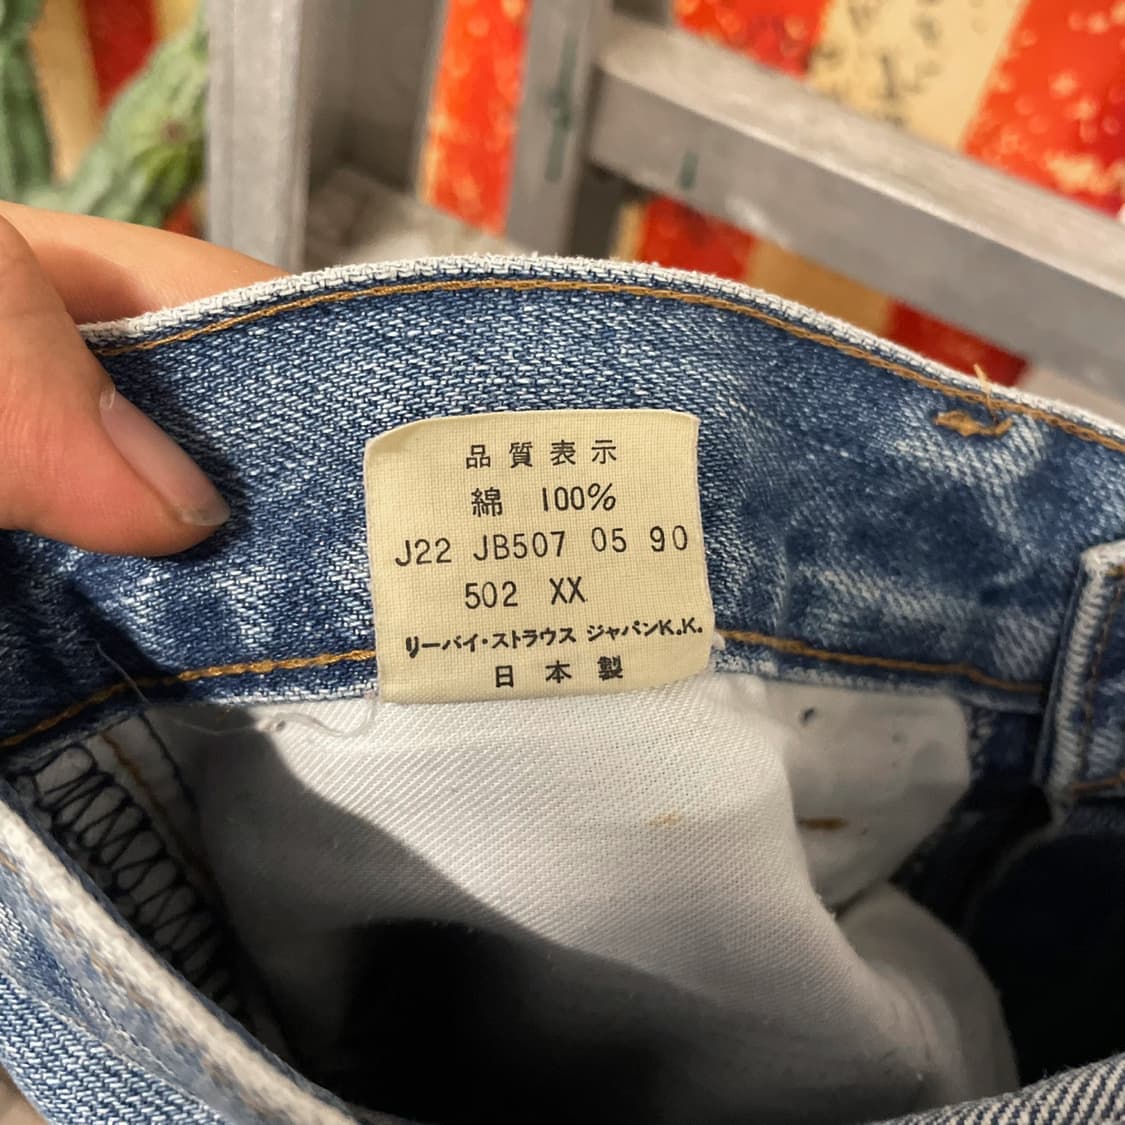 品質表示
綿 100%
J22 JB507 05 90
502 XX
リーバイ・ストラウス ジャパンK.K.
日本製